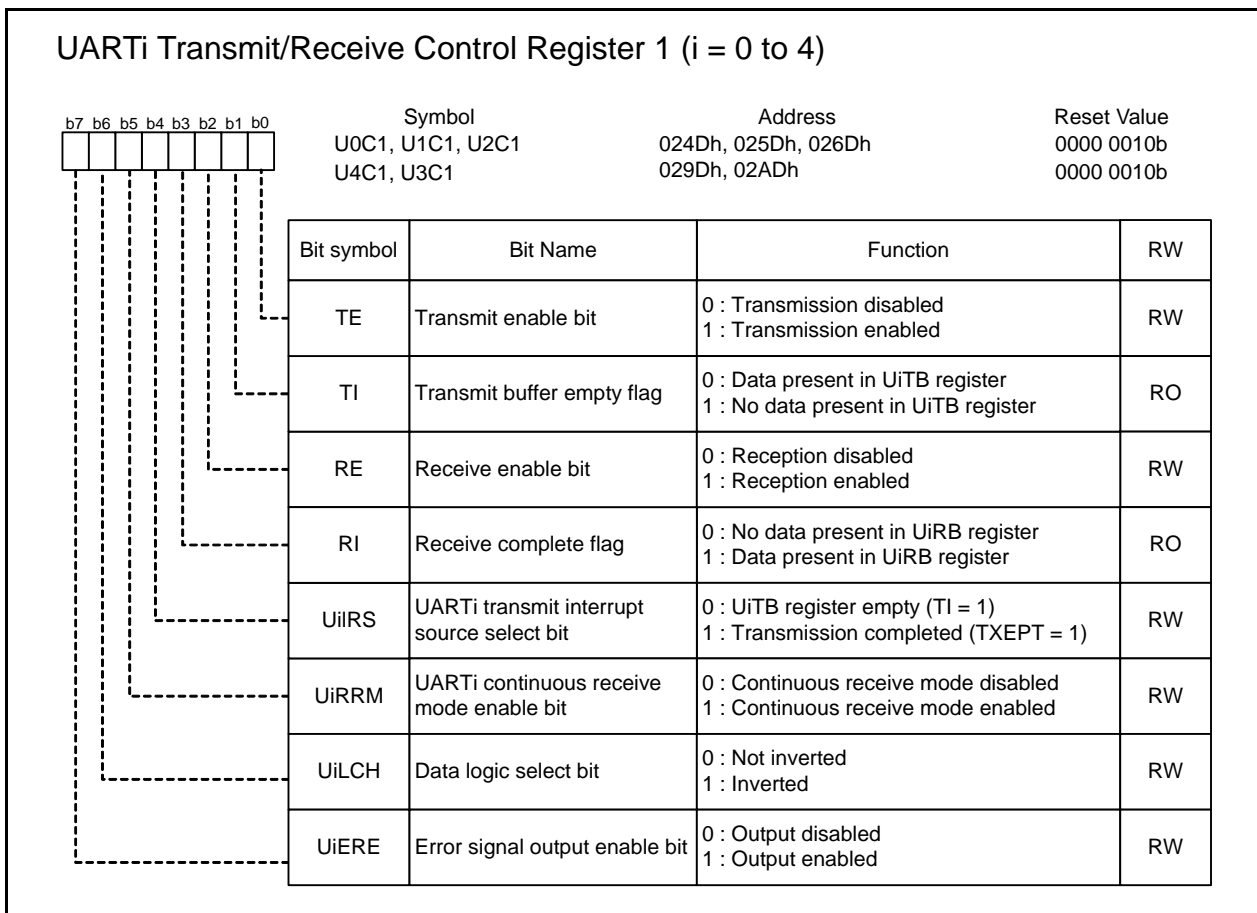 UARTi Transmit/Receive Control Register 1 (i = 0 to 4)
b7 b6 b5 b4 b3 b2 b1 b0
Symbol Address Reset Value
U0C1, U1C1, U2C1 024Dh, 025Dh, 026Dh 0000 0010b
U4C1, U3C1 029Dh, 02ADh 0000 0010b
Bit symbol Bit Name Function RW
TE Transmit enable bit 0 : Transmission disabled
1 : Transmission enabled RW
TI Transmit buffer empty flag 0 : Data present in UiTB register
1 : No data present in UiTB register RO
RE Receive enable bit 0 : Reception disabled
1 : Reception enabled RW
RI Receive complete flag 0 : No data present in UiRB register
1 : Data present in UiRB register RO
UiIRS UARTi transmit interrupt
source select bit 0 : UiTB register empty (TI = 1)
1 : Transmission completed (TXEPT = 1) RW
UiRRM UARTi continuous receive
mode enable bit 0 : Continuous receive mode disabled
1 : Continuous receive mode enabled RW
UiLCH Data logic select bit 0 : Not inverted
1 : Inverted RW
UiERE Error signal output enable bit 0 : Output disabled
1 : Output enabled RW